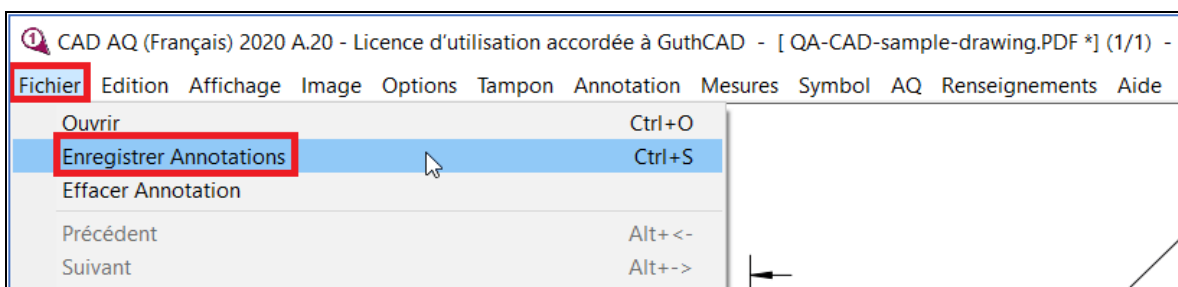 CAD AQ (Français) 2020 A.20 - Licence d'utilisation accordée à GuthCAD - [ QA-CAD-sample-drawing.PDF *] (1/1) -
Fichier Edition Affichage Image Options Tampon Annotation Mesures Symbol AQ Renseignements Aide
Ouvrir Ctrl+O
Enregistrer Annotations Ctrl+S
Effacer Annotation
Précédent Alt+<-
Suivant Alt+->